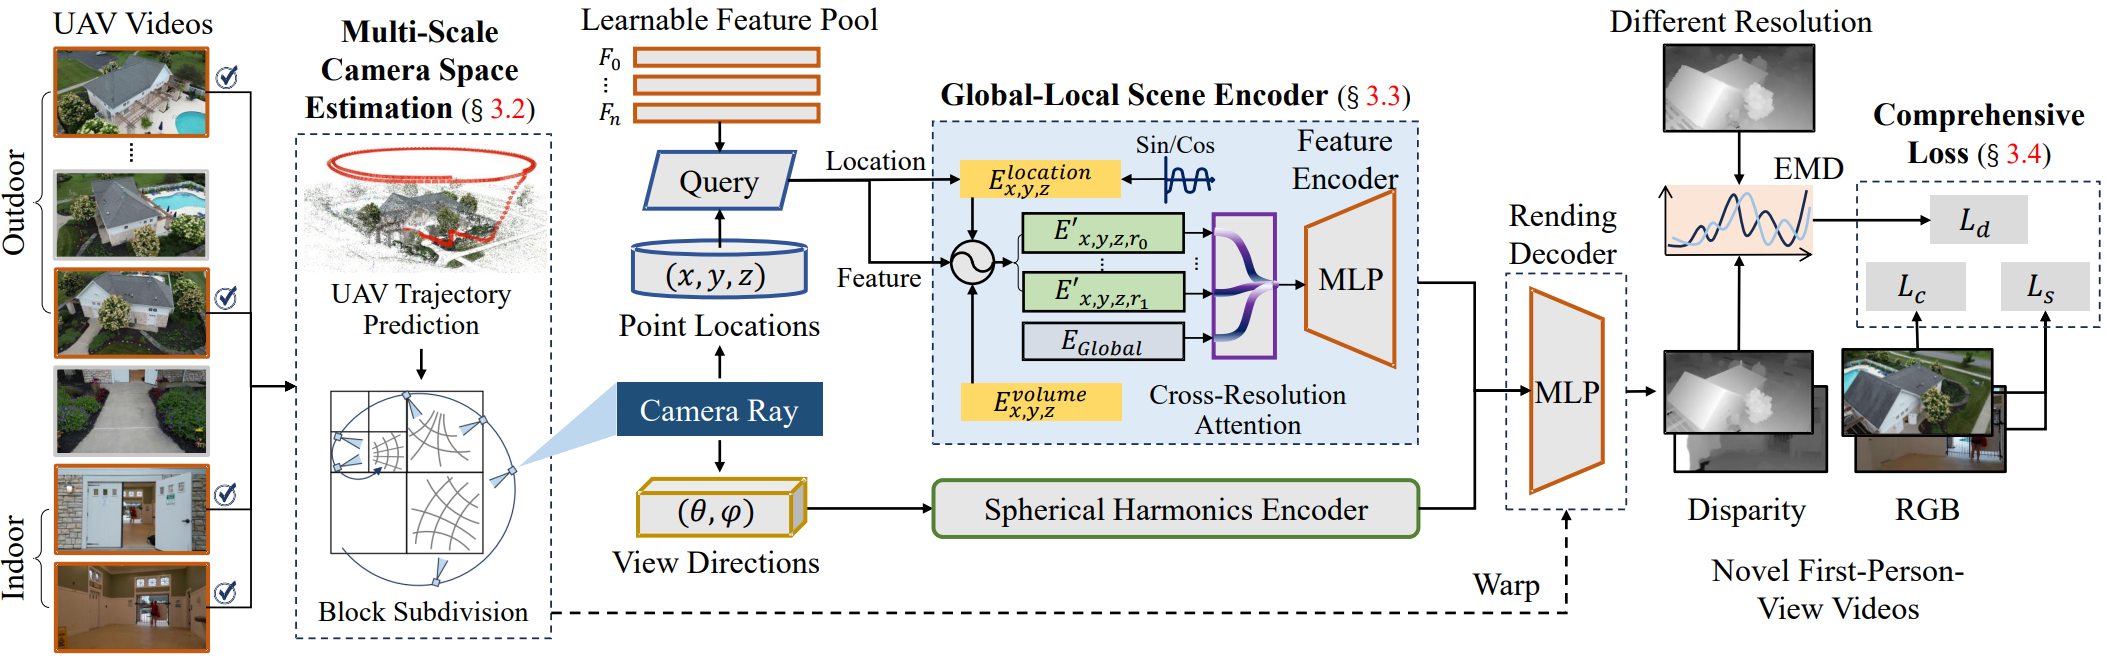 UAV Videos
Outdoor
Indoor
Multi-Scale
Camera Space
Estimation (§ 3.2)
UAV Trajectory
Prediction
Block Subdivision
Learnable Feature Pool
F_0
⋮
F_n
Query
(x, y, z)
Point Locations
Camera Ray
(θ, φ)
View Directions
Location
Feature
Global-Local Scene Encoder (§ 3.3)
E^{location}_{x,y,z}
Sin/Cos
Feature
Encoder
E'_{x,y,z,r_0}
E'_{x,y,z,r_1}
E_{Global}
E^{volume}_{x,y,z}
MLP
Cross-Resolution
Attention
Spherical Harmonics Encoder
Warp
Rending
Decoder
MLP
Different Resolution
EMD
Comprehensive
Loss (§ 3.4)
L_d
L_c
L_s
Disparity
RGB
Novel First-Person-
View Videos